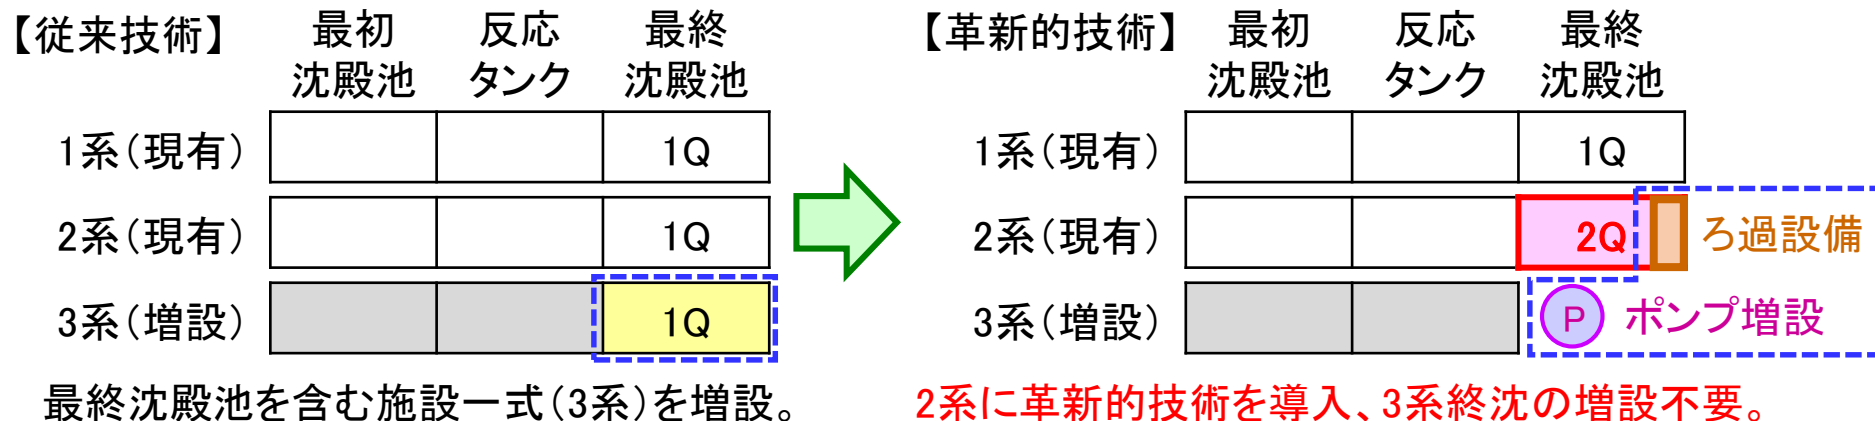 【従来技術】
最初
沈殿池
反応
タンク
最終
沈殿池
1系(現有)
1Q
2系(現有)
1Q
3系(増設)
1Q
最終沈殿池を含む施設一式(3系)を増設。
【革新的技術】
最初
沈殿池
反応
タンク
最終
沈殿池
1系(現有)
1Q
2系(現有)
2Q
ろ過設備
3系(増設)
P
ポンプ増設
2系に革新的技術を導入、3系終沈の増設不要。